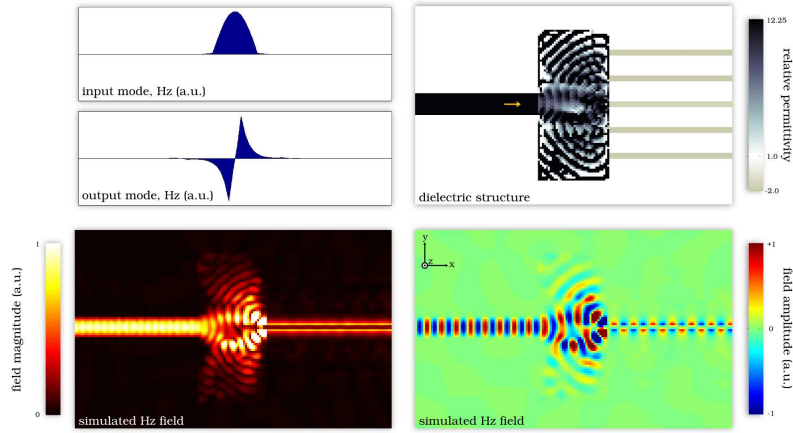 input mode, Hz (a.u.)
output mode, Hz (a.u.)
dielectric structure
12.25
1.0
-2.0
relative permittivity
field magnitude (a.u.)
1
0
simulated Hz field
y
z
x
simulated Hz field
+1
0
-1
field amplitude (a.u.)